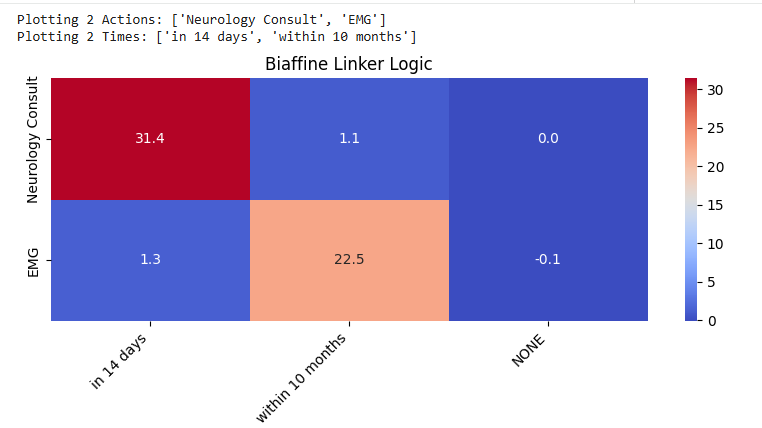 Plotting 2 Actions: ['Neurology Consult', 'EMG']
Plotting 2 Times: ['in 14 days', 'within 10 months']
Biaffine Linker Logic
Neurology Consult
31.4
1.1
0.0
EMG
1.3
22.5
-0.1
in 14 days
within 10 months
NONE
30
25
20
15
10
5
0